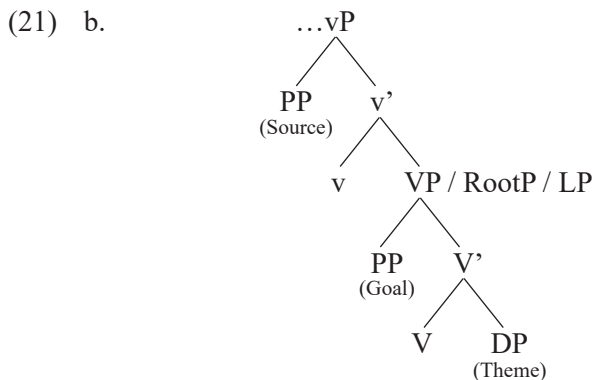 (21) b. …vP
PP v’
(Source)
v VP / RootP / LP
PP V’
(Goal)
V DP
(Theme)